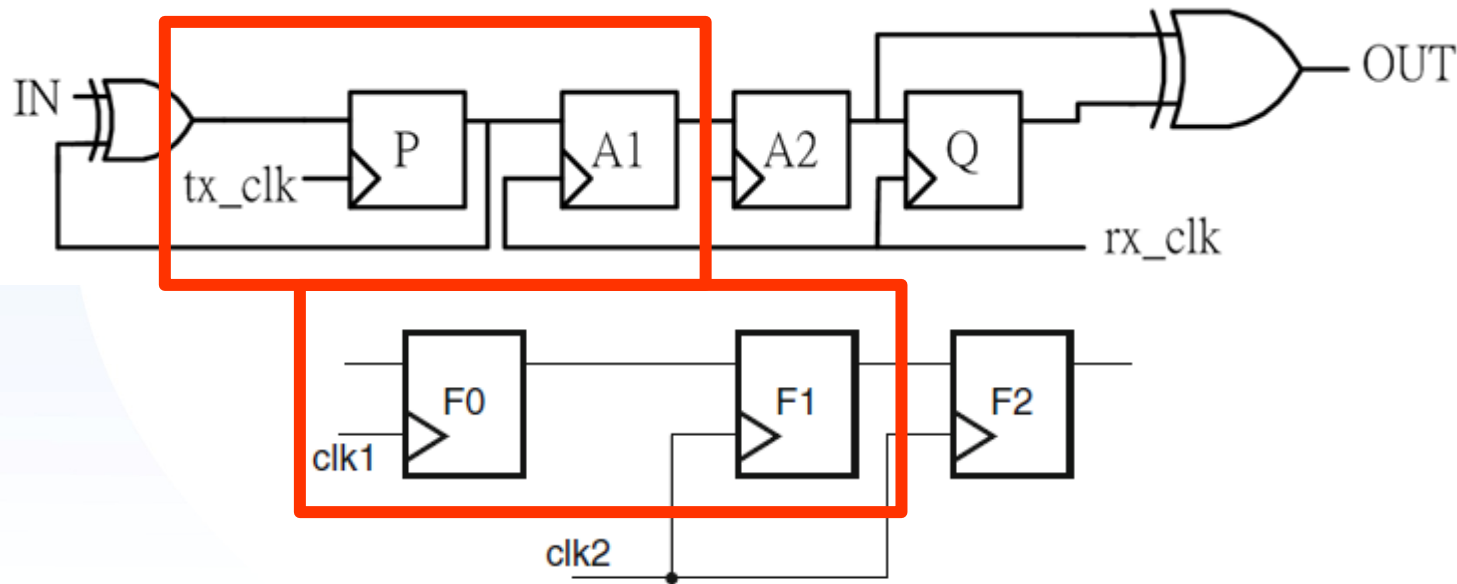 IN
OUT
P
A1
A2
Q
tx_clk
rx_clk
F0
F1
F2
clk1
clk2